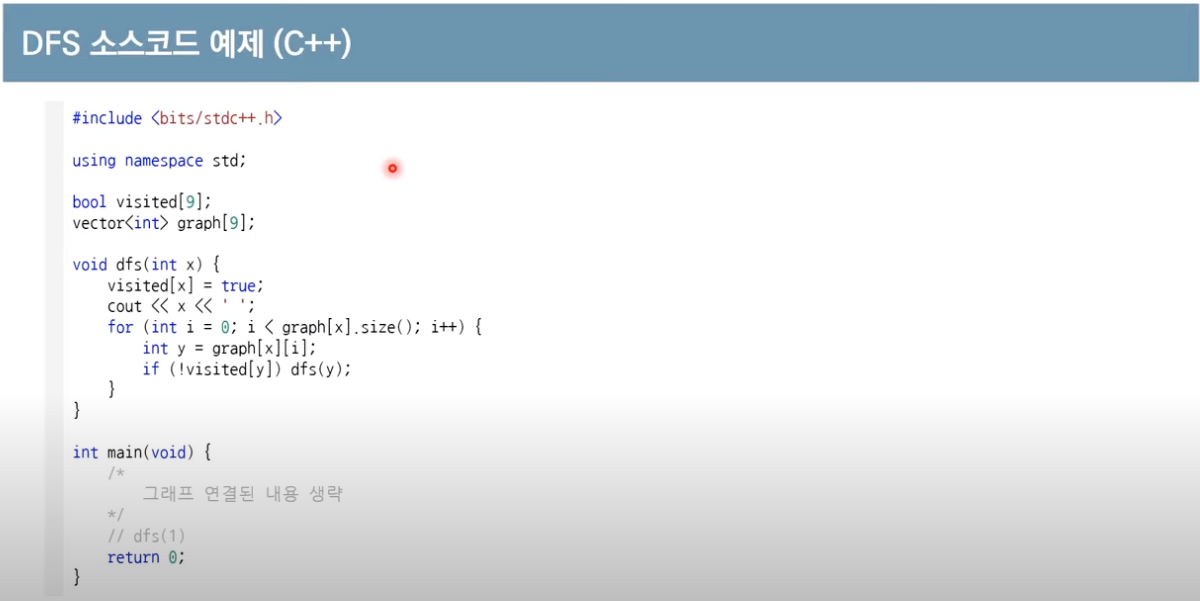 DFS 소스코드 예제 (C++)
#include <bits/stdc++.h>
using namespace std;
bool visited[9];
vector<int> graph[9];
void dfs(int x) {
visited[x] = true;
cout << x << ' ';
for (int i = 0; i < graph[x].size(); i++) {
int y = graph[x][i];
if (!visited[y]) dfs(y);
}
}
int main(void) {
/*
그래프 연결된 내용 생략
*/
// dfs(1)
return 0;
}